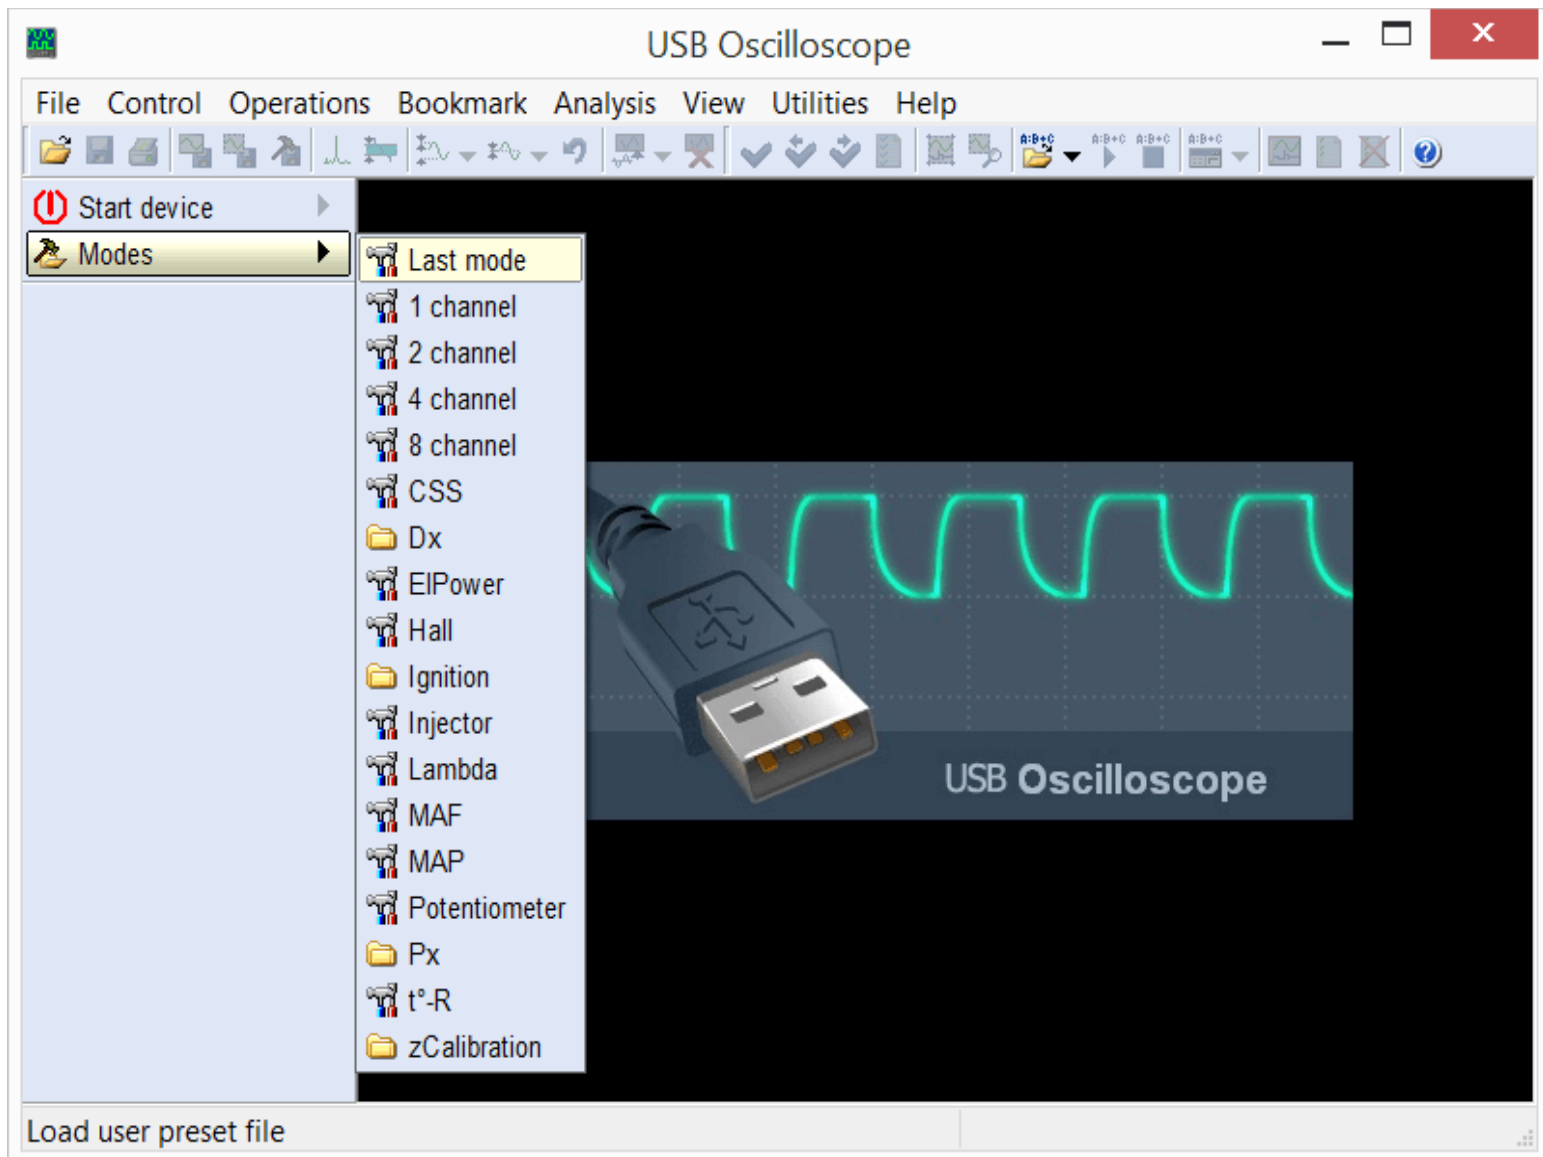 USB Oscilloscope
File Control Operations Bookmark Analysis View Utilities Help
A:B+C A:B+C A:B+C A:B+C
Start device
Modes
Last mode
1 channel
2 channel
4 channel
8 channel
CSS
Dx
ElPower
Hall
Ignition
Injector
Lambda
MAF
MAP
Potentiometer
Px
t°-R
zCalibration
USB Oscilloscope
Load user preset file